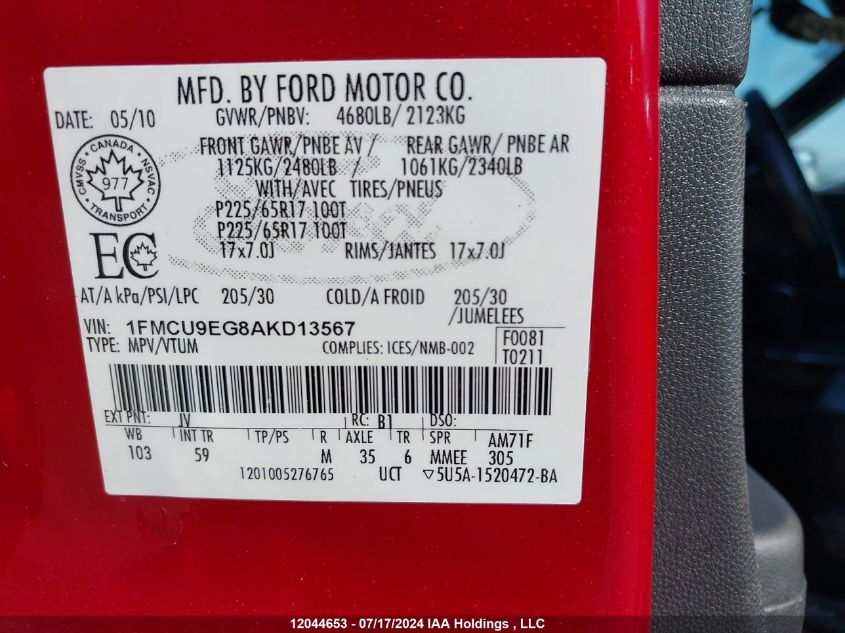 MFD. BY FORD MOTOR CO.
DATE: 05/10 GVWR/PNBV: 4680LB/ 2123KG
FRONT GAWR/PNBE AV / REAR GAWR/ PNBE AR
1125KG/2480LB / 1061KG/2340LB
WITH/AVEC TIRES/PNEUS
CMVSS CANADA NSVAC
977
TRANSPORT
P225/65R17 100T
P225/65R17 100T
17x7.0J RIMS/JANTES 17x7.0J
EC
AT/A kPa/PSI/LPC 205/30 COLD/A FROID 205/30
/JUMELEES
VIN: 1FMCU9EG8AKD13567
TYPE: MPV/VTUM COMPLIES: ICES/NMB-002
F0081
T0211
EXT PNT: JV RC: B1 DSO:
WB INT TR TP/PS R AXLE TR SPR AM71F
103 59 M 35 6 MMEE 305
1201005276765 UCT ▽5U5A-1520472-BA
12044653 - 07/17/2024 IAA Holdings , LLC